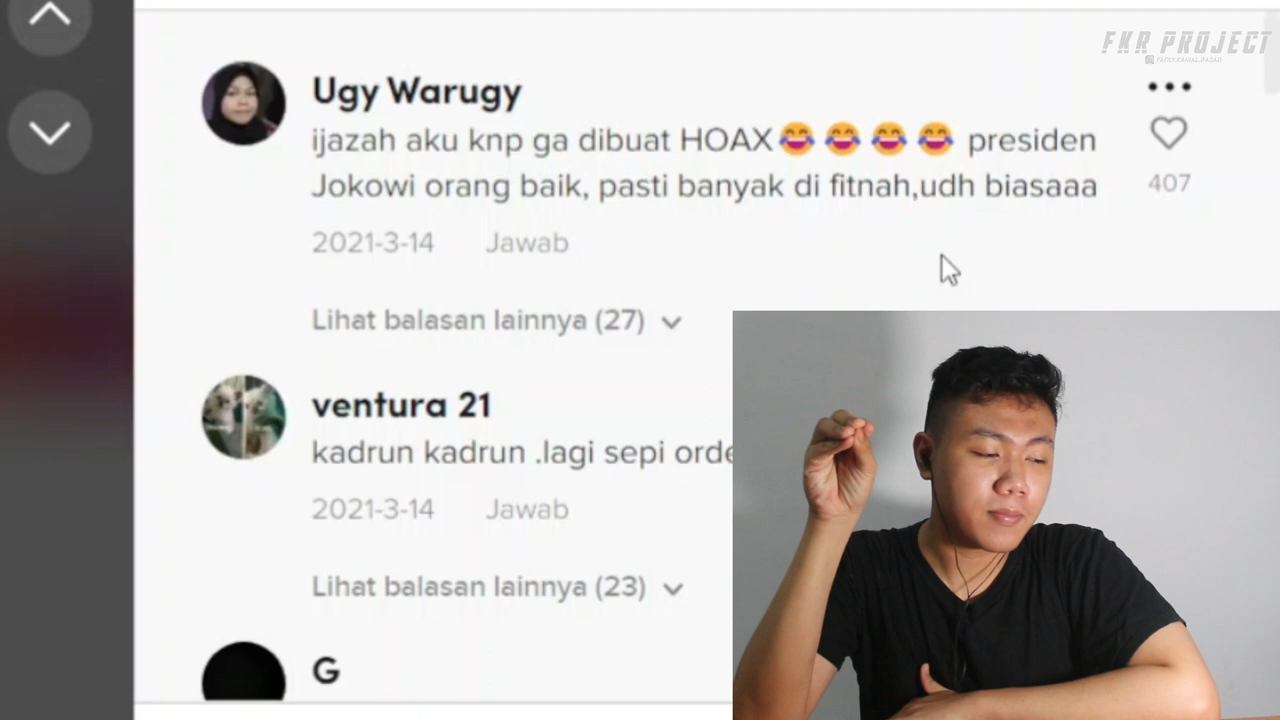 FKR PROJECT
Ugy Warugy
ijazah aku knp ga dibuat HOAX😂😂😂😂 presiden
Jokowi orang baik, pasti banyak di fitnah,udh biasaaa
407
2021-3-14 Jawab
Lihat balasan lainnya (27)
ventura 21
kadrun kadrun .lagi sepi orde
2021-3-14 Jawab
Lihat balasan lainnya (23)
G